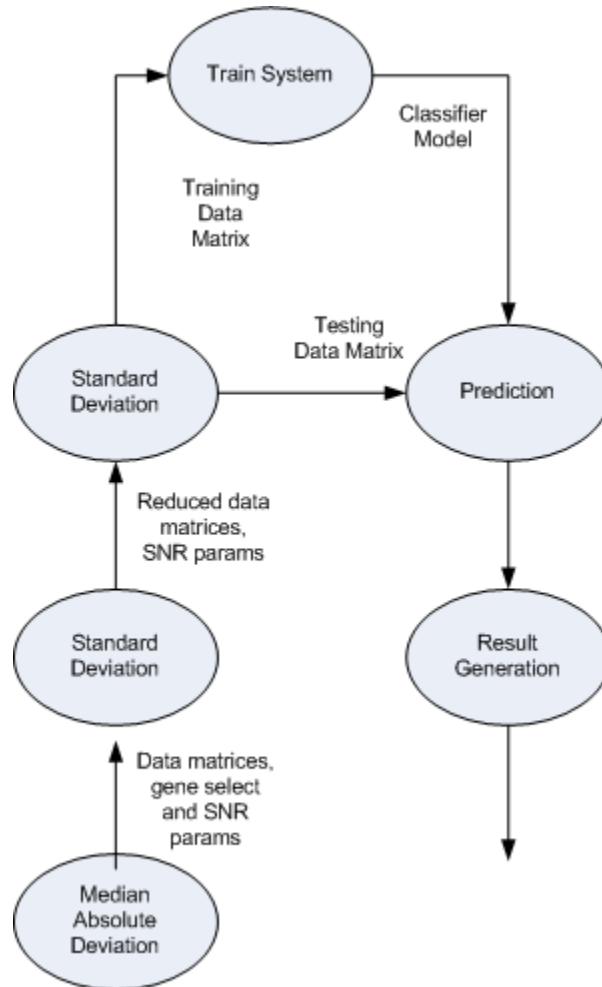 Train System
Classifier
Model
Training
Data
Matrix
Testing
Data Matrix
Standard
Deviation
Prediction
Reduced data
matrices,
SNR params
Standard
Deviation
Result
Generation
Data matrices,
gene select
and SNR
params
Median
Absolute
Deviation